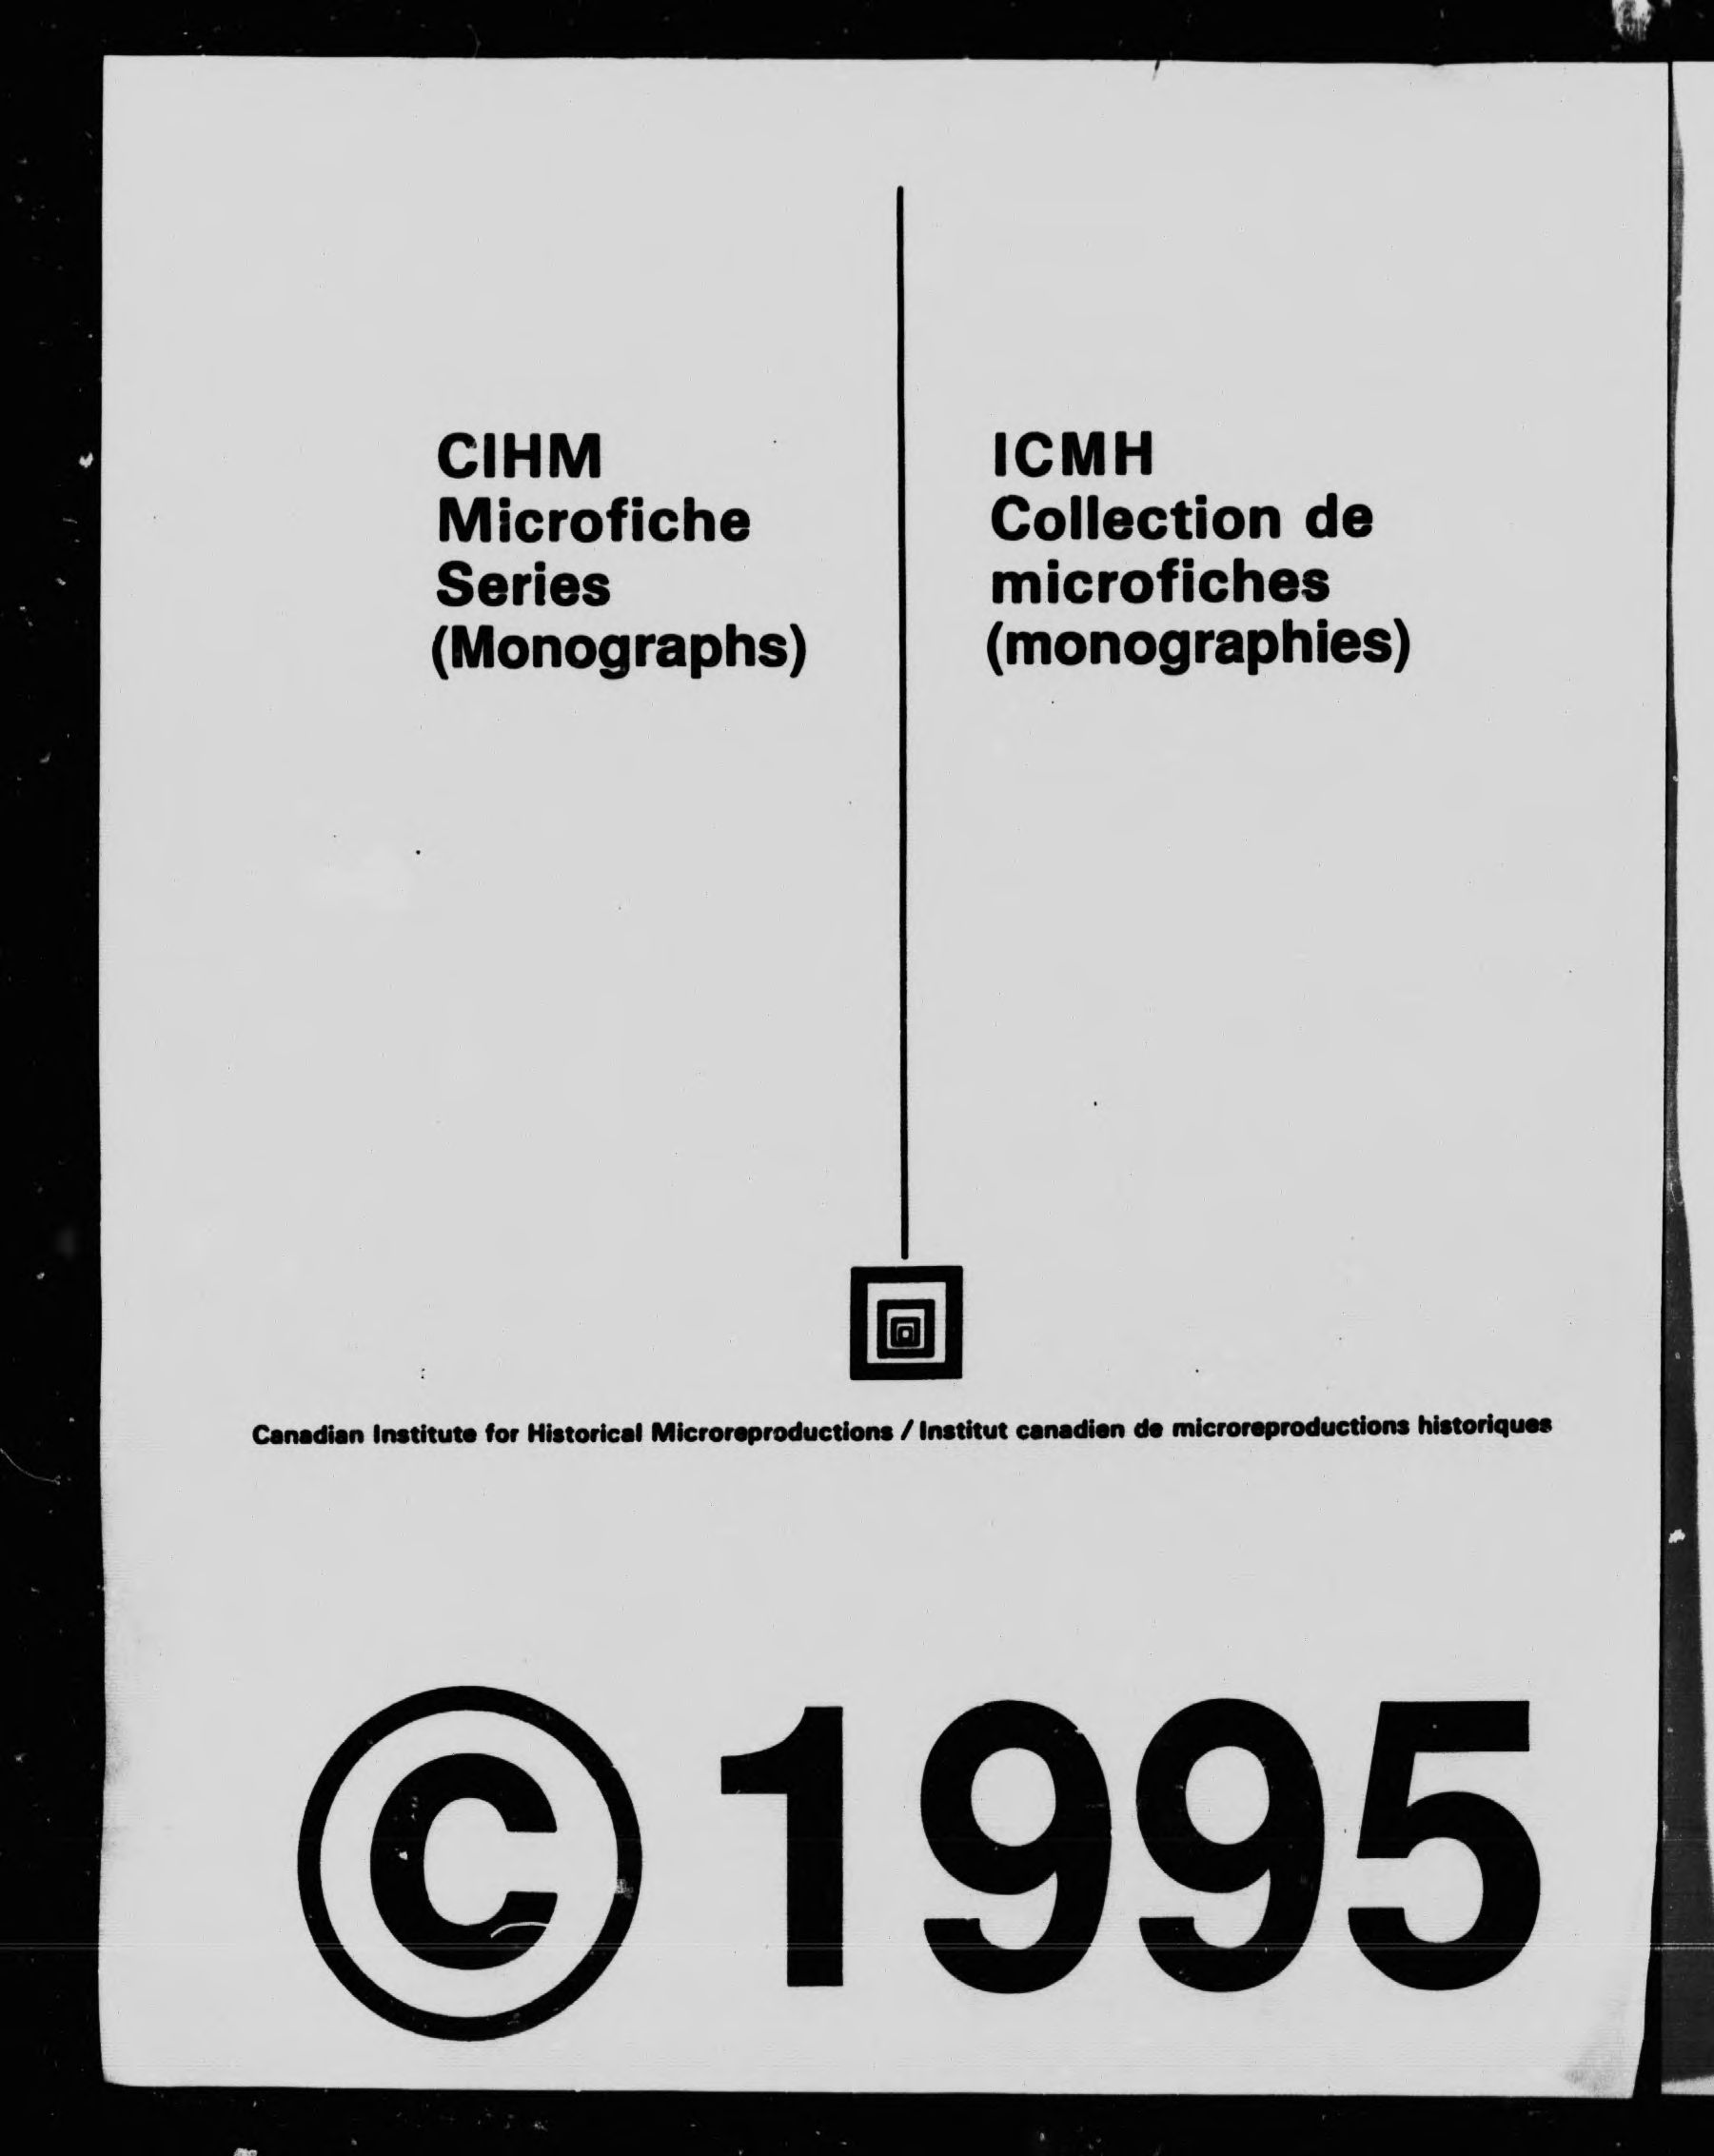 CIHM
Microfiche
Series
(Monographs)
ICMH
Collection de
microfiches
(monographies)
Canadian Institute for Historical Microreproductions / Institut canadien de microreproductions historiques
© 1995